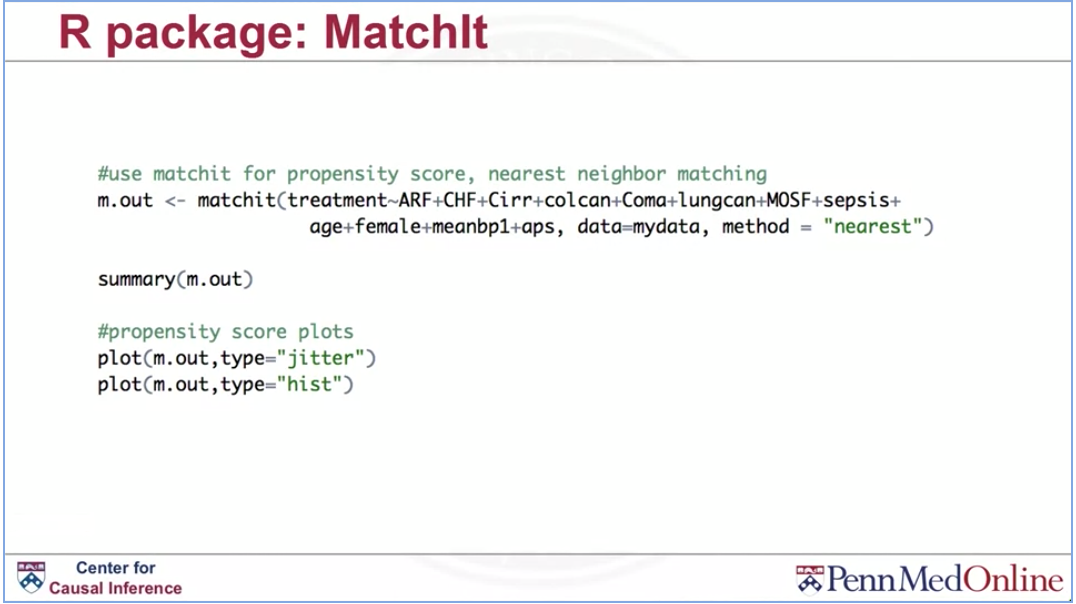 R package: MatchIt
#use matchit for propensity score, nearest neighbor matching
m.out <- matchit(treatment~ARF+CHF+Cirr+colcan+Coma+lungcan+MOSF+sepsis+
age+female+meanbp1+aps, data=mydata, method = "nearest")
summary(m.out)
#propensity score plots
plot(m.out,type="jitter")
plot(m.out,type="hist")
Center for
Causal Inference
PennMedOnline